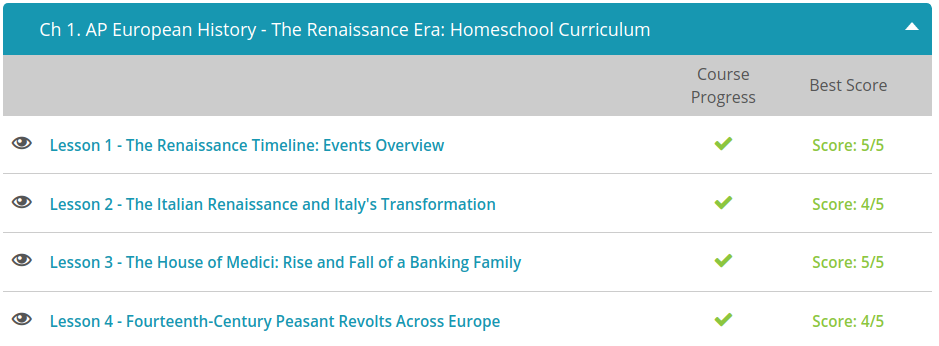 Ch 1. AP European History - The Renaissance Era: Homeschool Curriculum
Course
Progress
Best Score
Lesson 1 - The Renaissance Timeline: Events Overview
Score: 5/5
Lesson 2 - The Italian Renaissance and Italy's Transformation
Score: 4/5
Lesson 3 - The House of Medici: Rise and Fall of a Banking Family
Score: 5/5
Lesson 4 - Fourteenth-Century Peasant Revolts Across Europe
Score: 4/5